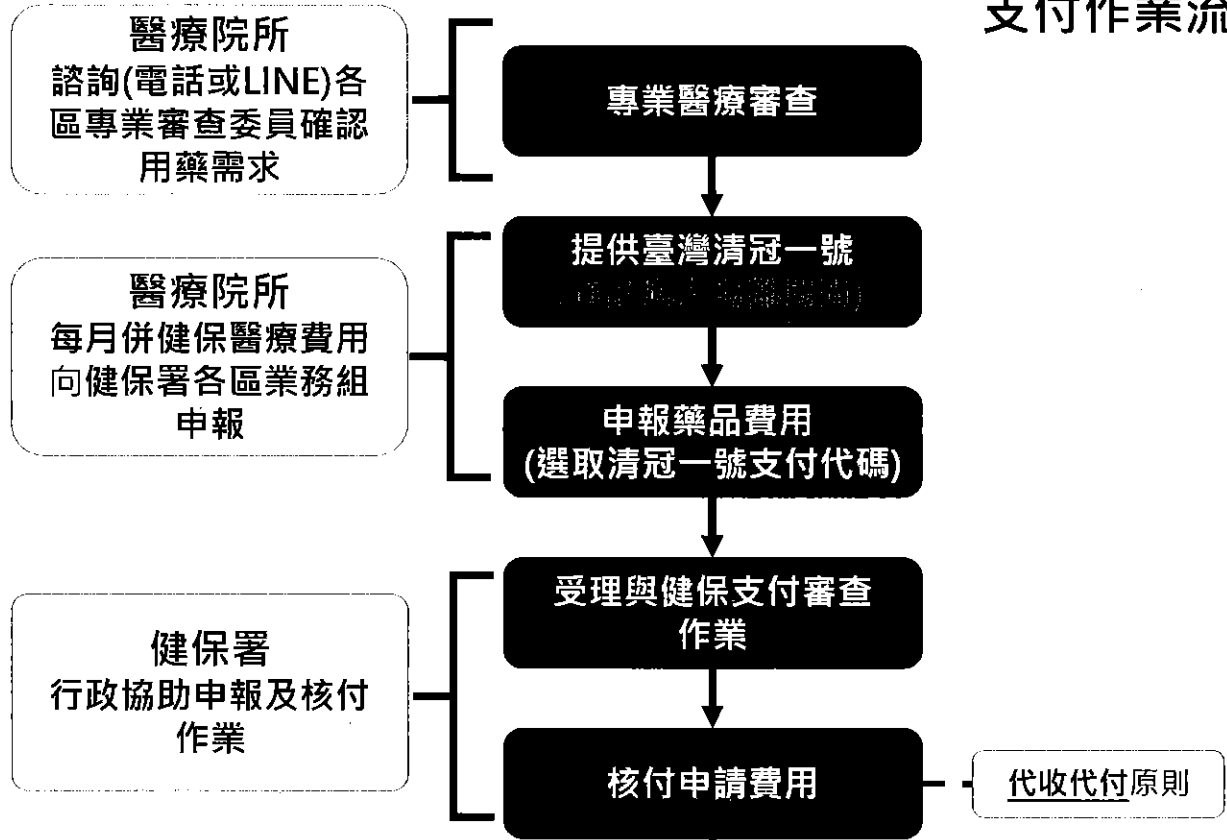 支付作業流
醫療院所
諮詢(電話或LINE)各
區專業審查委員確認
用藥需求
專業醫療審查
提供臺灣清冠一號
醫療院所
每月併健保醫療費用
向健保署各區業務組
申報
申報藥品費用
(選取清冠一號支付代碼)
受理與健保支付審查
作業
健保署
行政協助申報及核付
作業
核付申請費用
代收代付原則